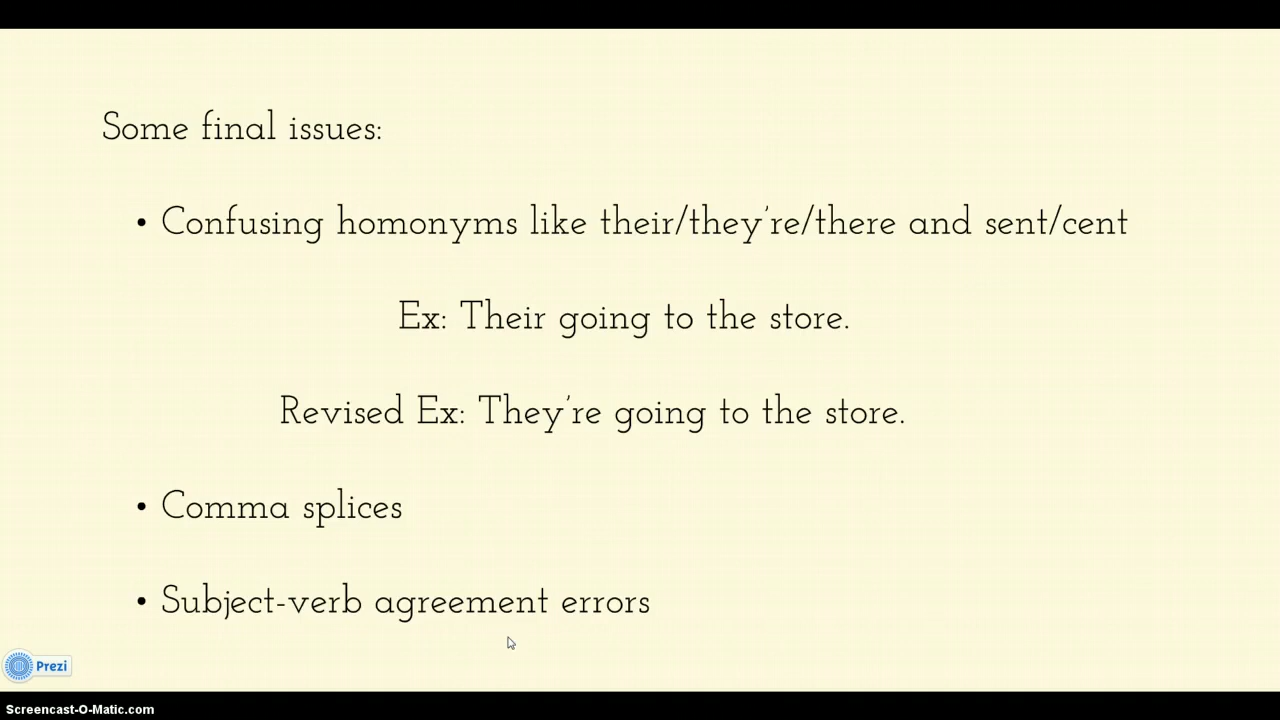 Some final issues:
• Confusing homonyms like their/they're/there and sent/cent
Ex: Their going to the store.
Revised Ex: They're going to the store.
• Comma splices
• Subject-verb agreement errors
Prezi
Screencast-O-Matic.com